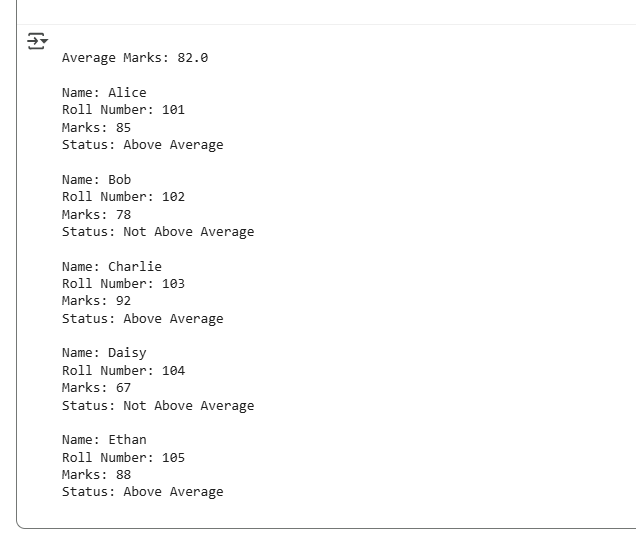 Average Marks: 82.0
Name: Alice
Roll Number: 101
Marks: 85
Status: Above Average
Name: Bob
Roll Number: 102
Marks: 78
Status: Not Above Average
Name: Charlie
Roll Number: 103
Marks: 92
Status: Above Average
Name: Daisy
Roll Number: 104
Marks: 67
Status: Not Above Average
Name: Ethan
Roll Number: 105
Marks: 88
Status: Above Average